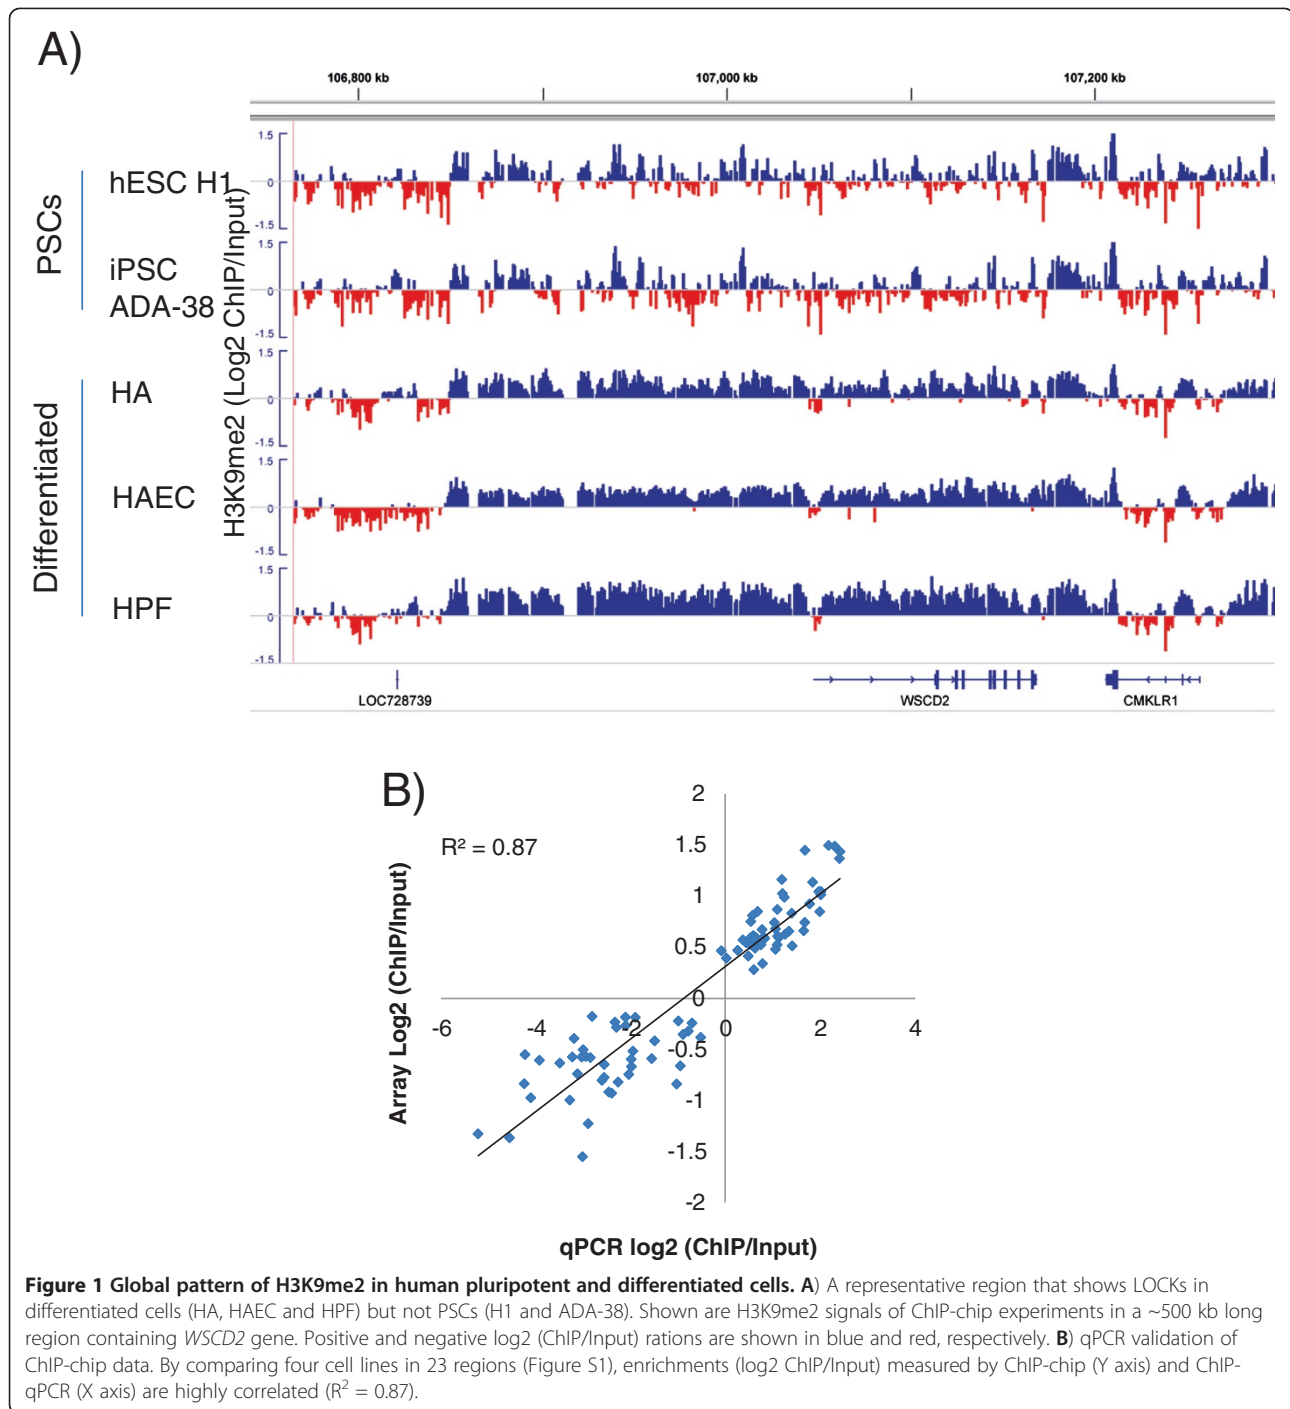 A)
106,800 kb 107,000 kb 107,200 kb
PSCs
Differentiated
H3K9me2 (Log2 ChIP/Input)
hESC H1
1.5
0
-1.5
iPSC
ADA-38
1.5
0
-1.5
HA
1.5
0
-1.5
HAEC
1.5
0
-1.5
HPF
1.5
0
-1.5
LOC728739 WSCD2 CMKLR1
B)
R² = 0.87
Array Log2 (ChIP/Input)
2
1.5
1
0.5
0
-0.5
-1
-1.5
-2
-6 -4 -2 0 2 4
qPCR log2 (ChIP/Input)
Figure 1 Global pattern of H3K9me2 in human pluripotent and differentiated cells. A) A representative region that shows LOCKs in
differentiated cells (HA, HAEC and HPF) but not PSCs (H1 and ADA-38). Shown are H3K9me2 signals of ChIP-chip experiments in a ~500 kb long
region containing WSCD2 gene. Positive and negative log2 (ChIP/Input) rations are shown in blue and red, respectively. B) qPCR validation of
ChIP-chip data. By comparing four cell lines in 23 regions (Figure S1), enrichments (log2 ChIP/Input) measured by ChIP-chip (Y axis) and ChIP-
qPCR (X axis) are highly correlated (R² = 0.87).